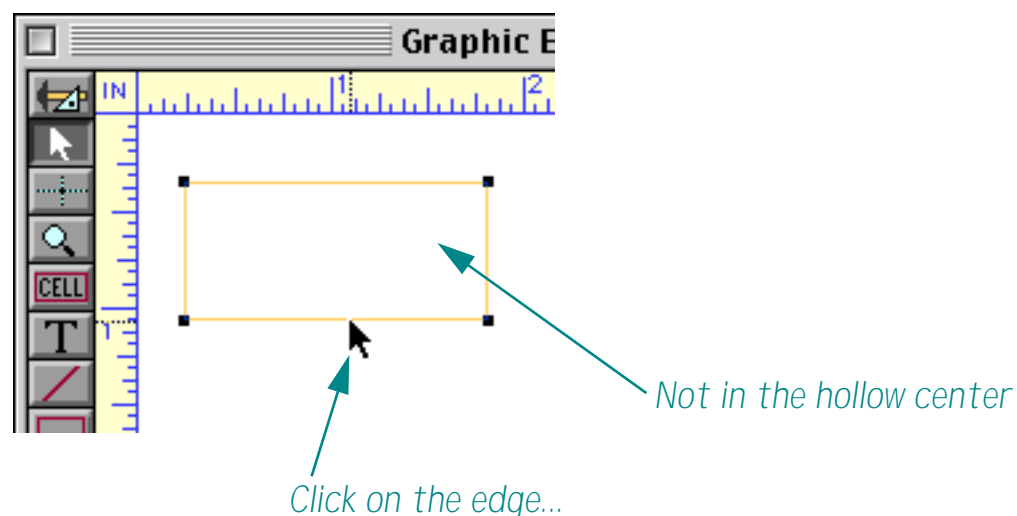 Graphic E
IN
1
2
CELL
T
1
Not in the hollow center
Click on the edge...